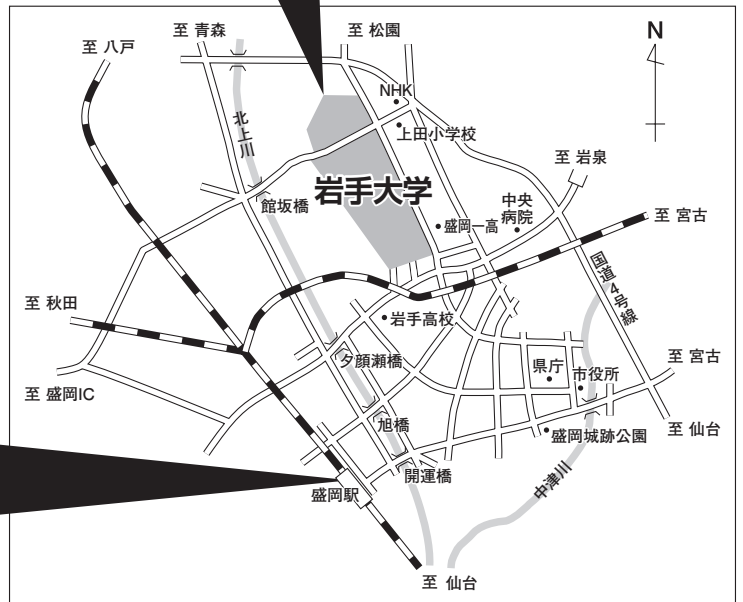 至 青森
至 松園
N
至 八戸
NHK
上田小学校
北上川
至 岩泉
岩手大学
中央
病院
館坂橋
盛岡一高
至 宮古
国道4号線
至 秋田
岩手高校
夕顔瀬橋
県庁
市役所
至 宮古
至 盛岡IC
旭橋
至 仙台
盛岡城跡公園
開運橋
盛岡駅
中津川
至 仙台